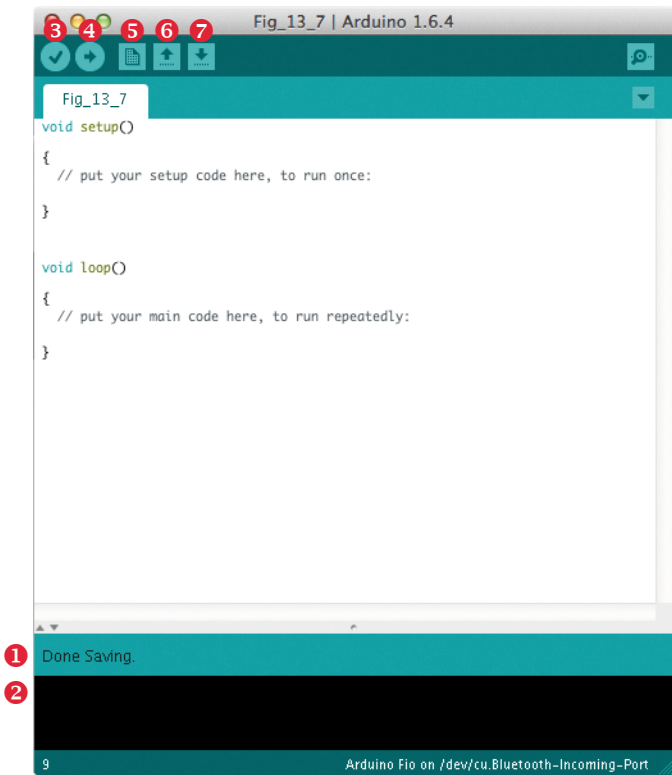 3 4 5 6 7
Fig_13_7 | Arduino 1.6.4
Fig_13_7
void setup()
{
// put your setup code here, to run once:
}
void loop()
{
// put your main code here, to run repeatedly:
}
1 Done Saving.
2
9 Arduino Fio on /dev/cu.Bluetooth-Incoming-Port